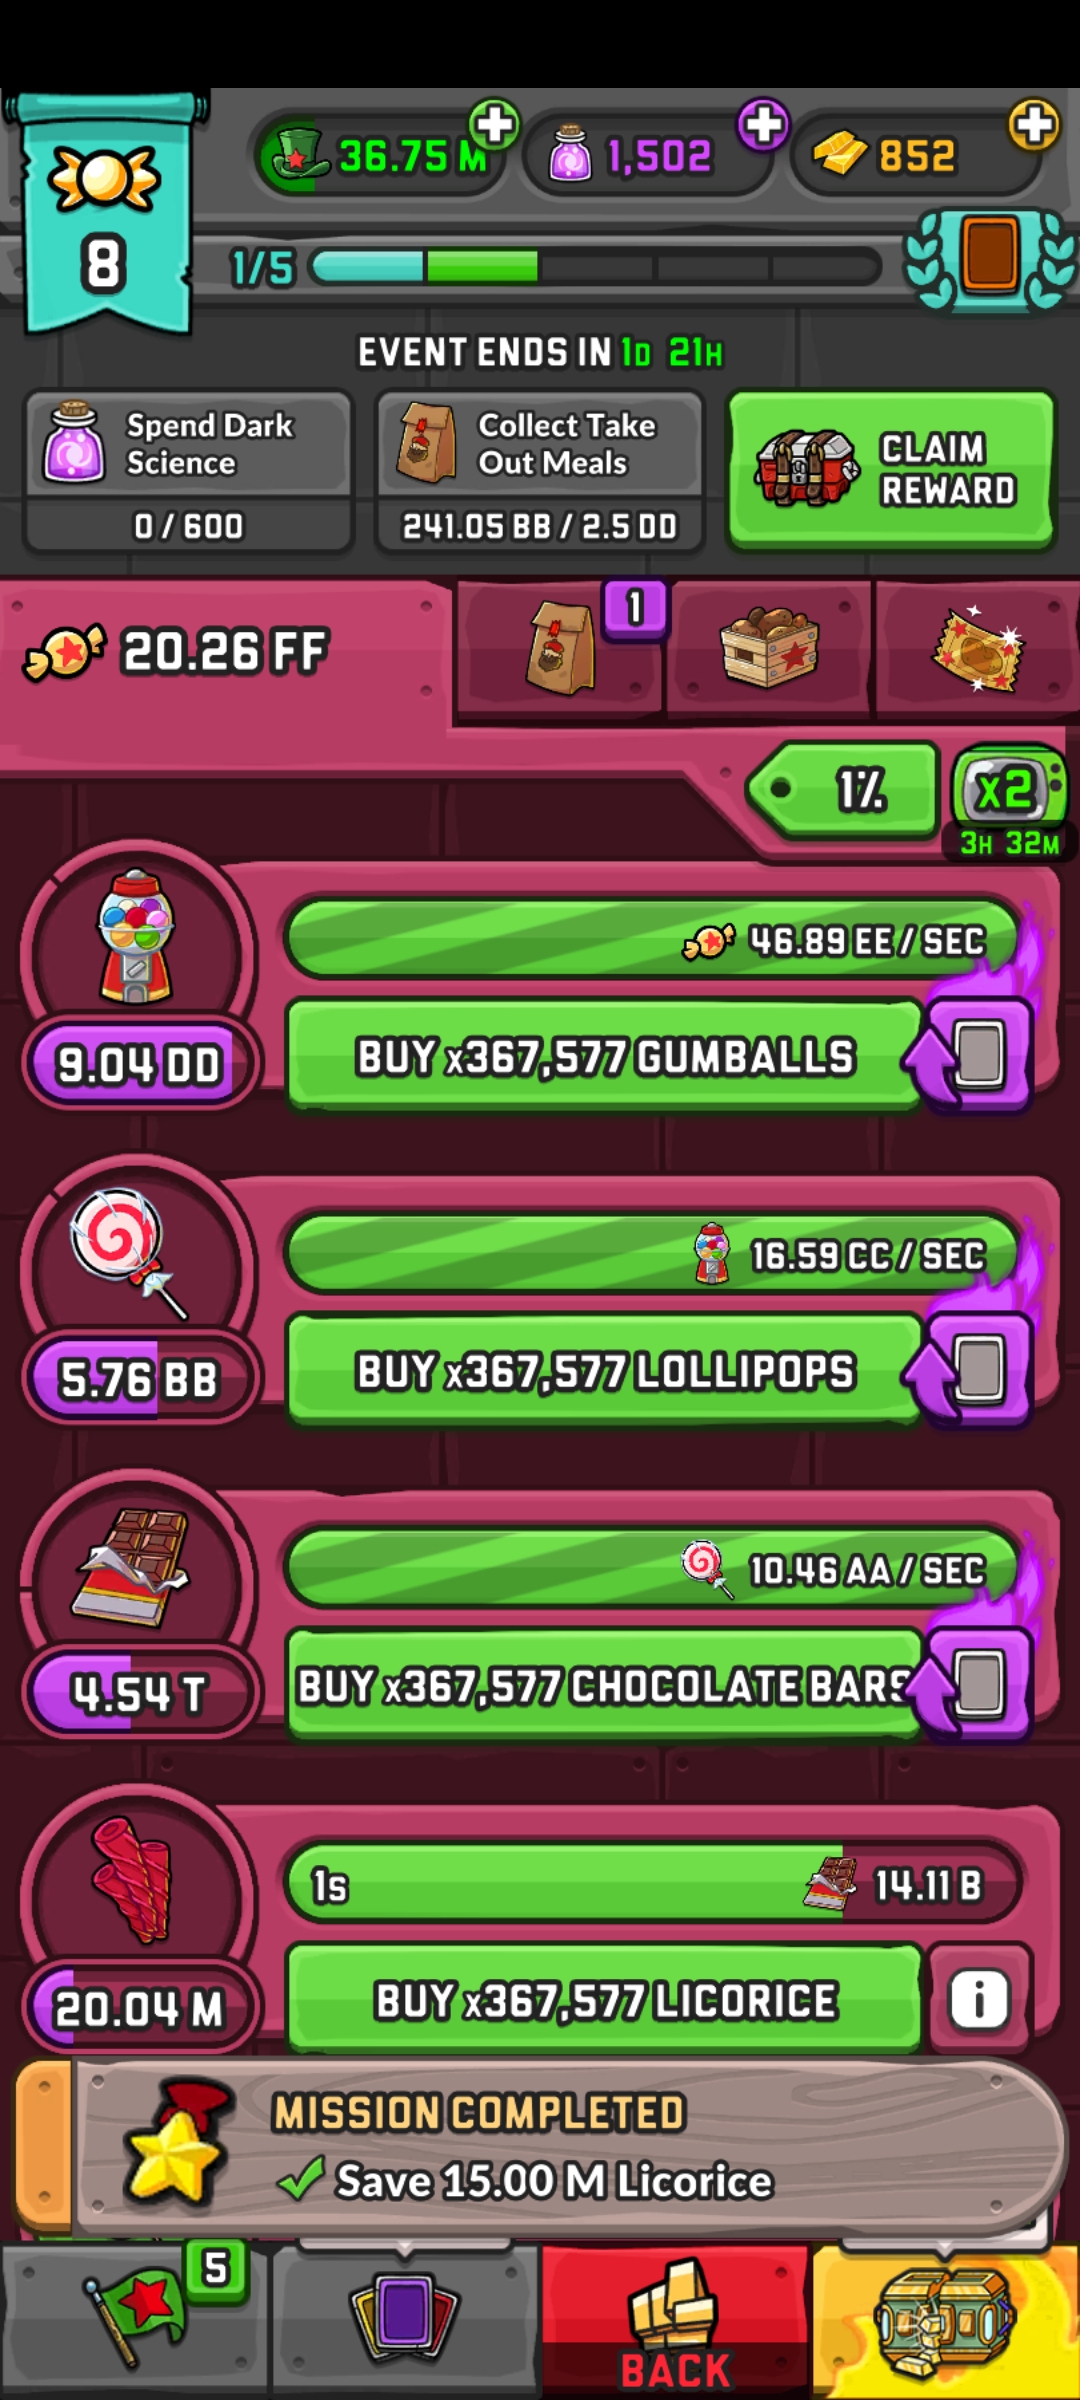 36.75 M
1,502
852
8
1/5
EVENT ENDS IN 1D 21H
Spend Dark
Science
0 / 600
Collect Take
Out Meals
241.05 BB / 2.5 DD
CLAIM
REWARD
20.26 FF
1
1%
x2
3H 32M
46.89 EE / SEC
9.04 DD
BUY x367,577 GUMBALLS
16.59 CC / SEC
5.76 BB
BUY x367,577 LOLLIPOPS
10.46 AA / SEC
4.54 T
BUY x367,577 CHOCOLATE BARS
1s
14.11 B
20.04 M
BUY x367,577 LICORICE
i
MISSION COMPLETED
Save 15.00 M Licorice
5
BACK